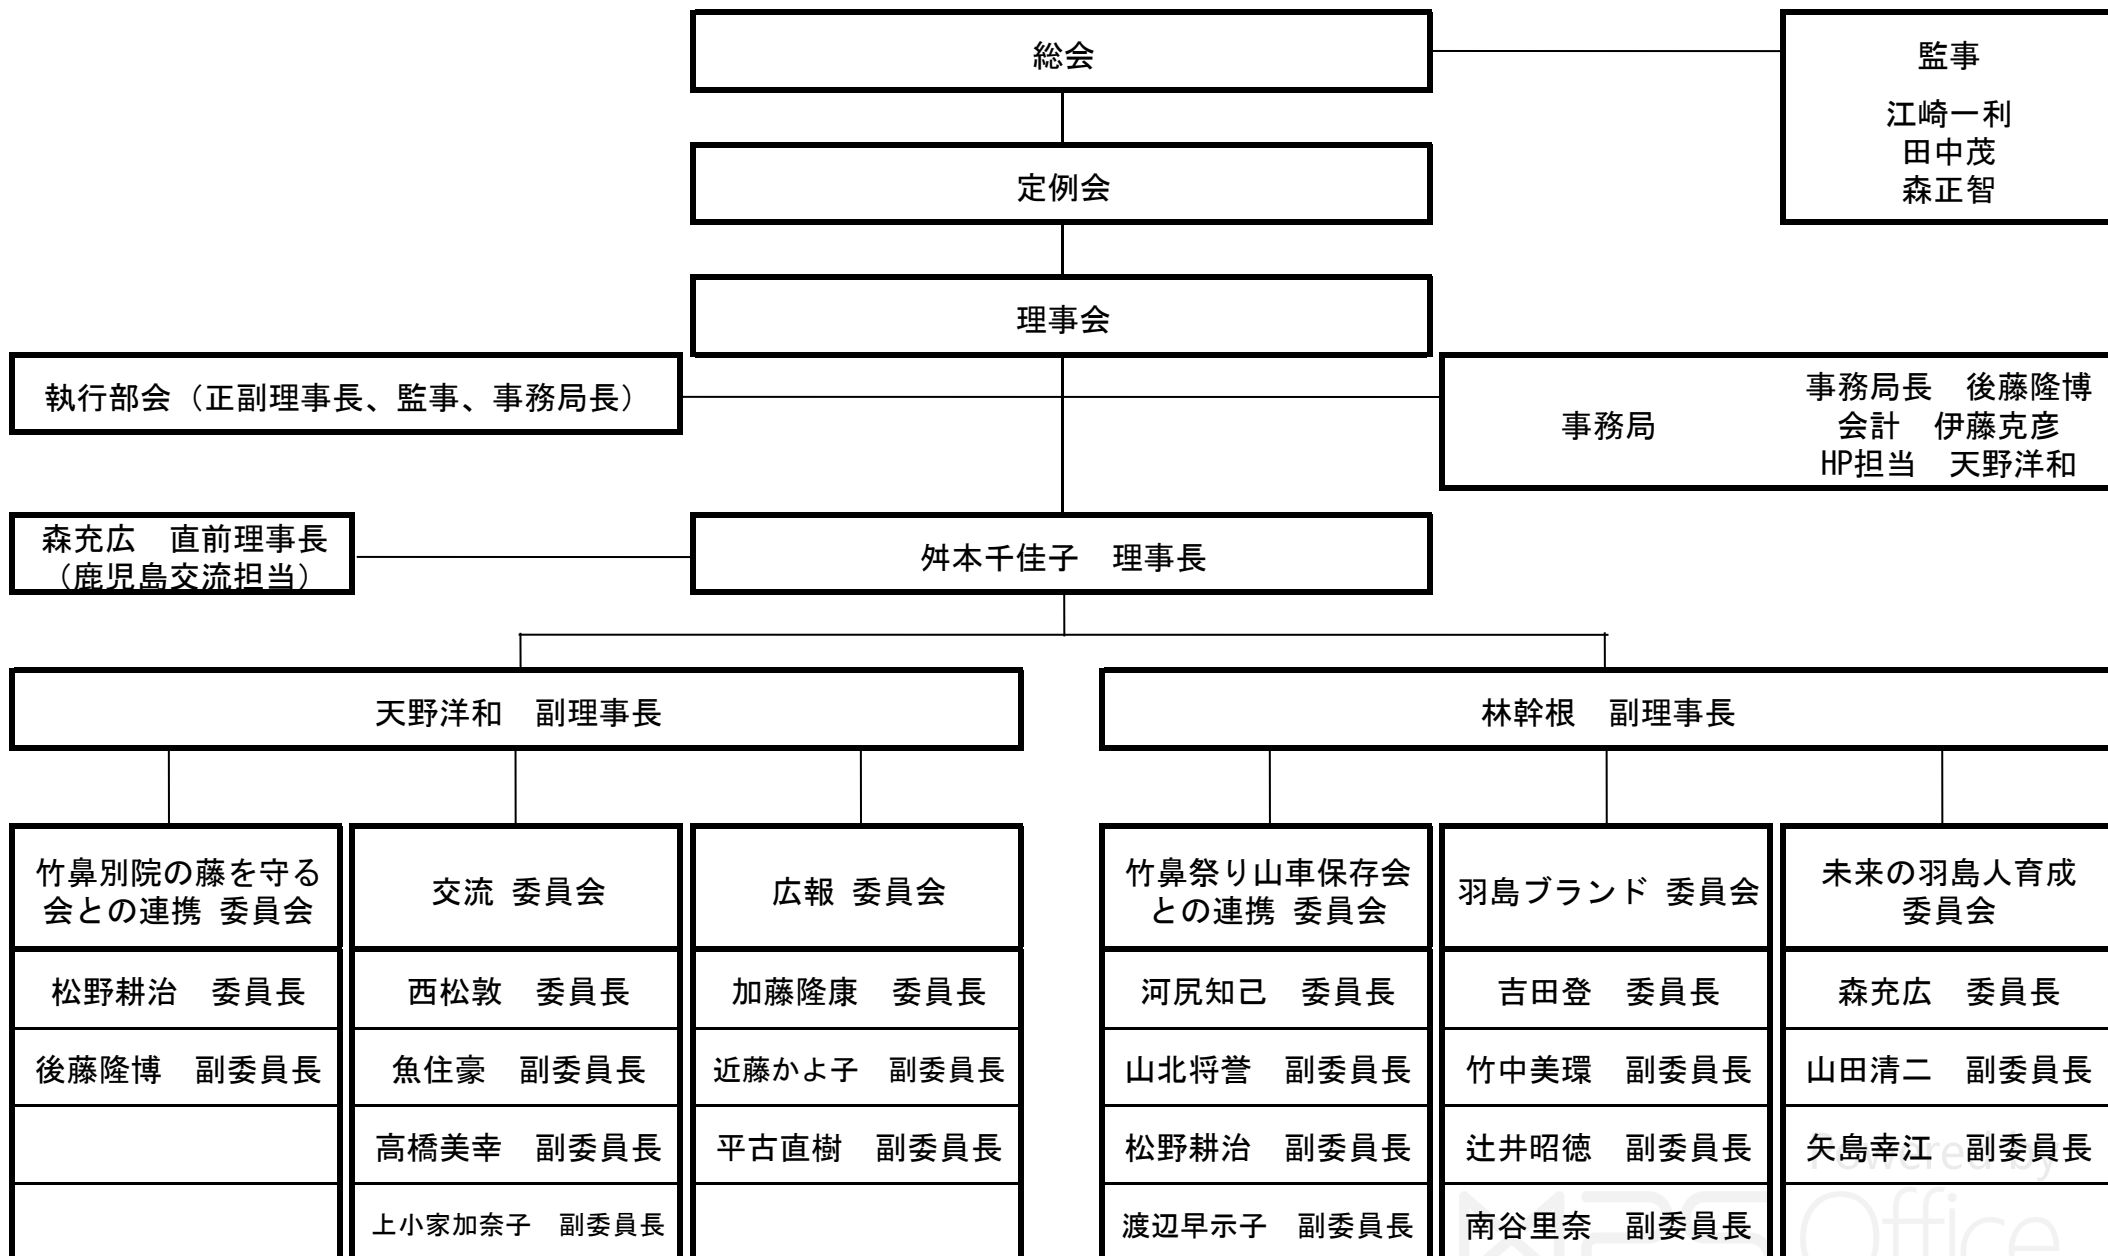 総会
監事
江崎一利
田中茂
森正智
定例会
理事会
執行部会（正副理事長、監事、事務局長）
事務局
事務局長　後藤隆博
会計　伊藤克彦
HP担当　天野洋和
森充広　直前理事長
（鹿児島交流担当）
舛本千佳子　理事長
天野洋和　副理事長
林幹根　副理事長
竹鼻別院の藤を守る
会との連携 委員会
交流 委員会
広報 委員会
竹鼻祭り山車保存会
との連携 委員会
羽島ブランド 委員会
未来の羽島人育成
委員会
松野耕治　委員長
西松敦　委員長
加藤隆康　委員長
河尻知己　委員長
吉田登　委員長
森充広　委員長
後藤隆博　副委員長
魚住豪　副委員長
近藤かよ子　副委員長
山北将誉　副委員長
竹中美環　副委員長
山田清二　副委員長
高橋美幸　副委員長
平古直樹　副委員長
松野耕治　副委員長
辻井昭徳　副委員長
矢島幸江　副委員長
上小家加奈子　副委員長
渡辺早示子　副委員長
南谷里奈　副委員長
Powered by
WPS Office